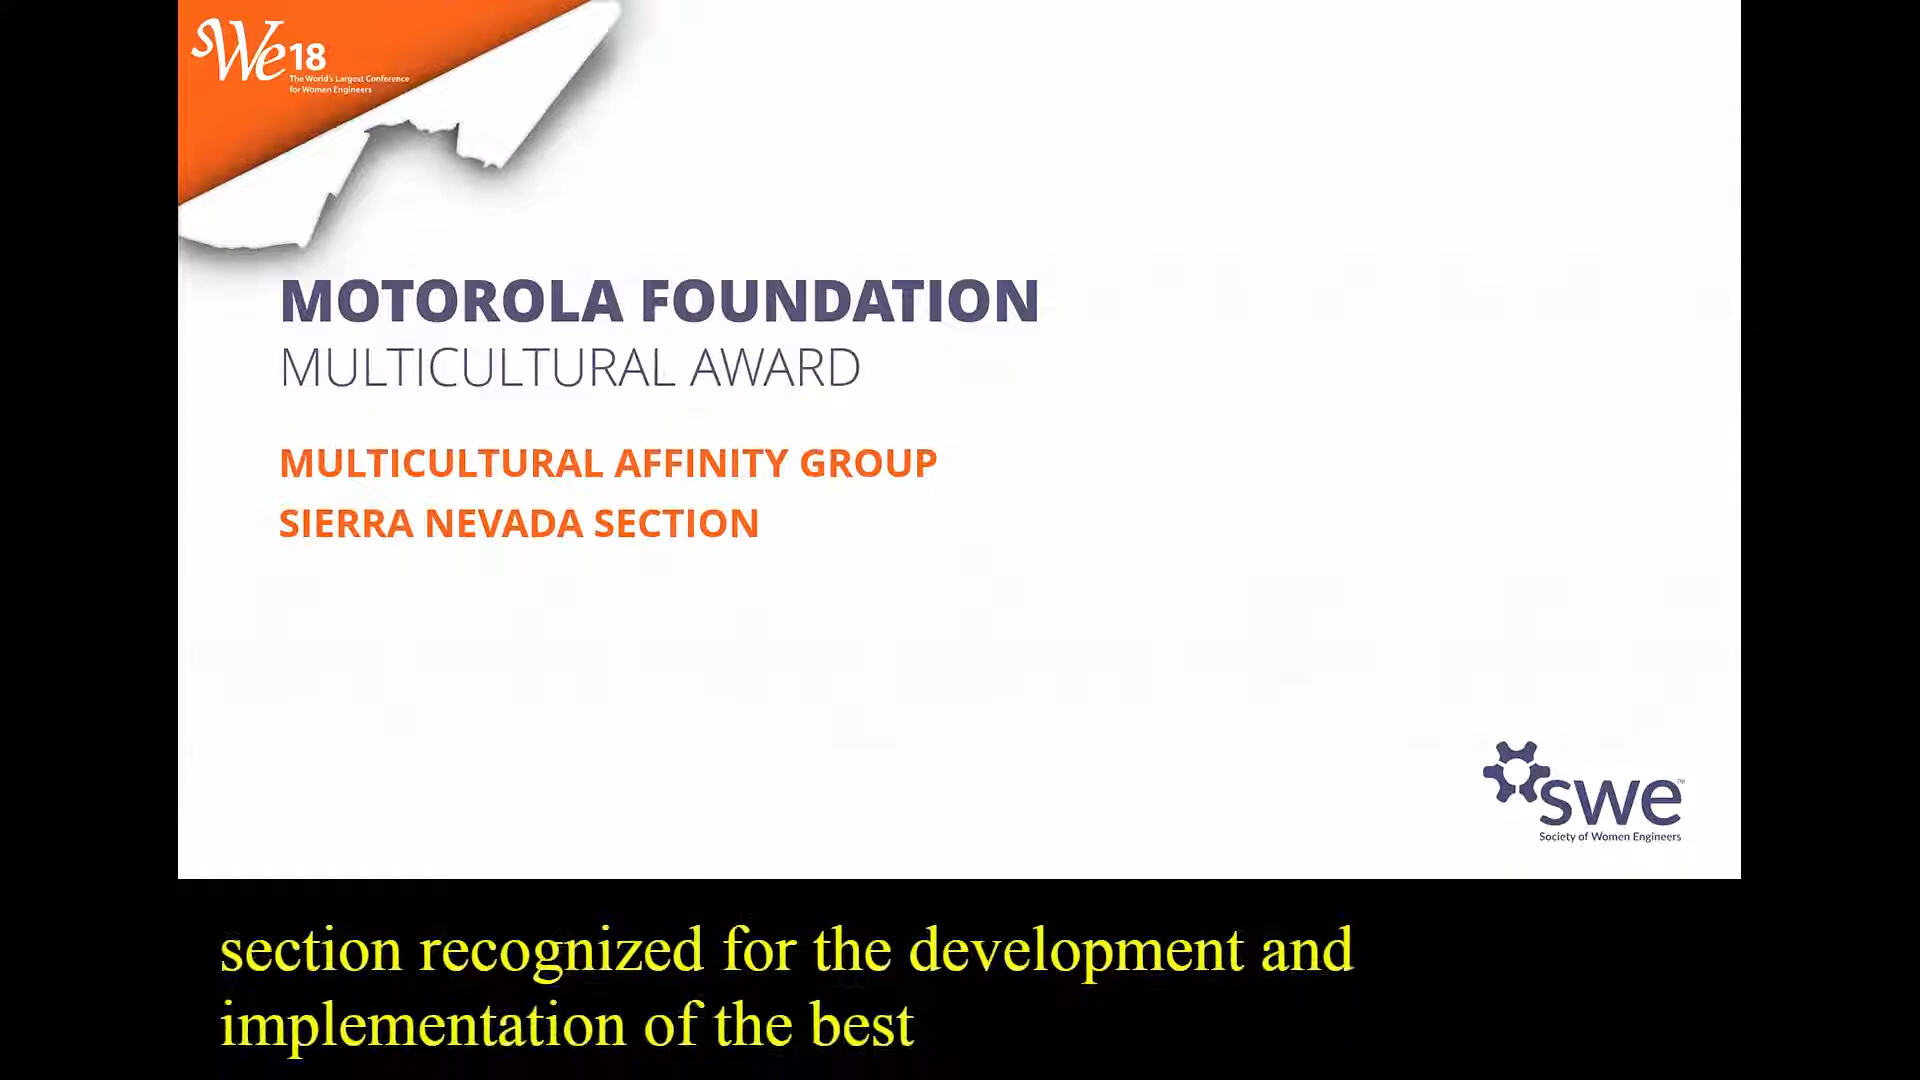 sWe18
The World's Largest Conference
for Women Engineers
MOTOROLA FOUNDATION
MULTICULTURAL AWARD
MULTICULTURAL AFFINITY GROUP
SIERRA NEVADA SECTION
swe™
Society of Women Engineers
section recognized for the development and
implementation of the best